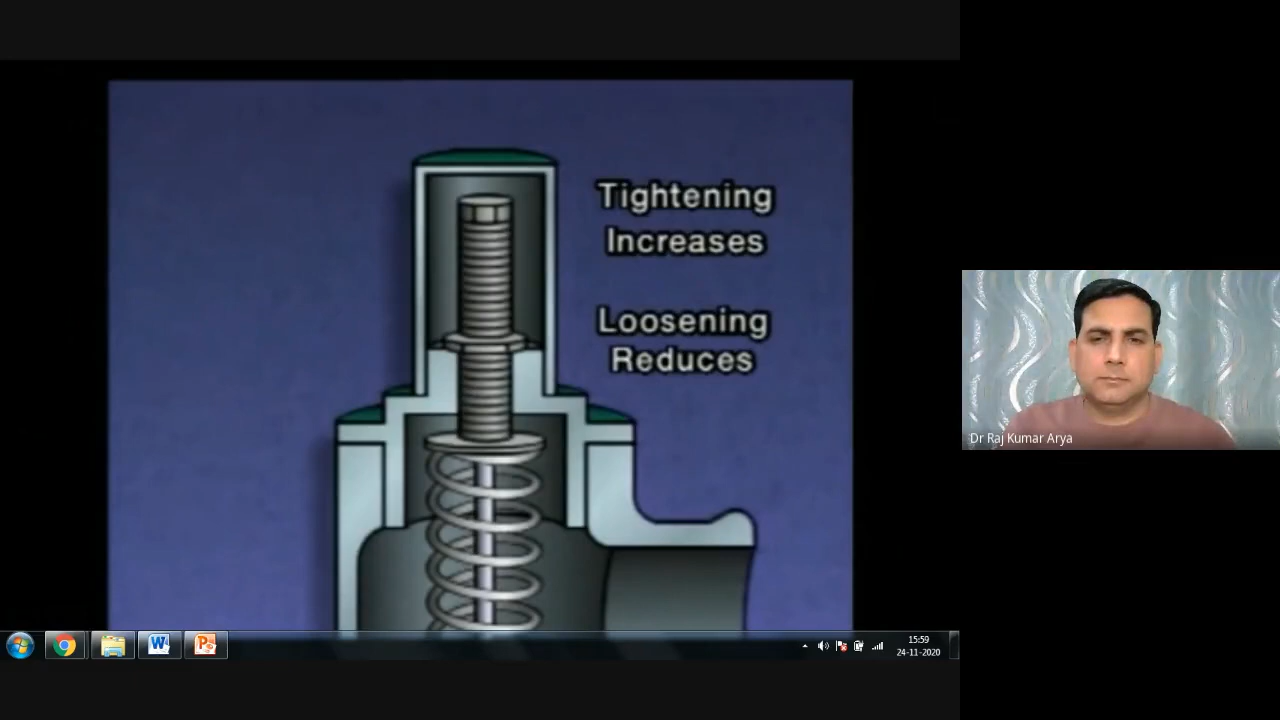 Tightening
Increases
Loosening
Reduces
Dr Raj Kumar Arya
15:59
24-11-2020